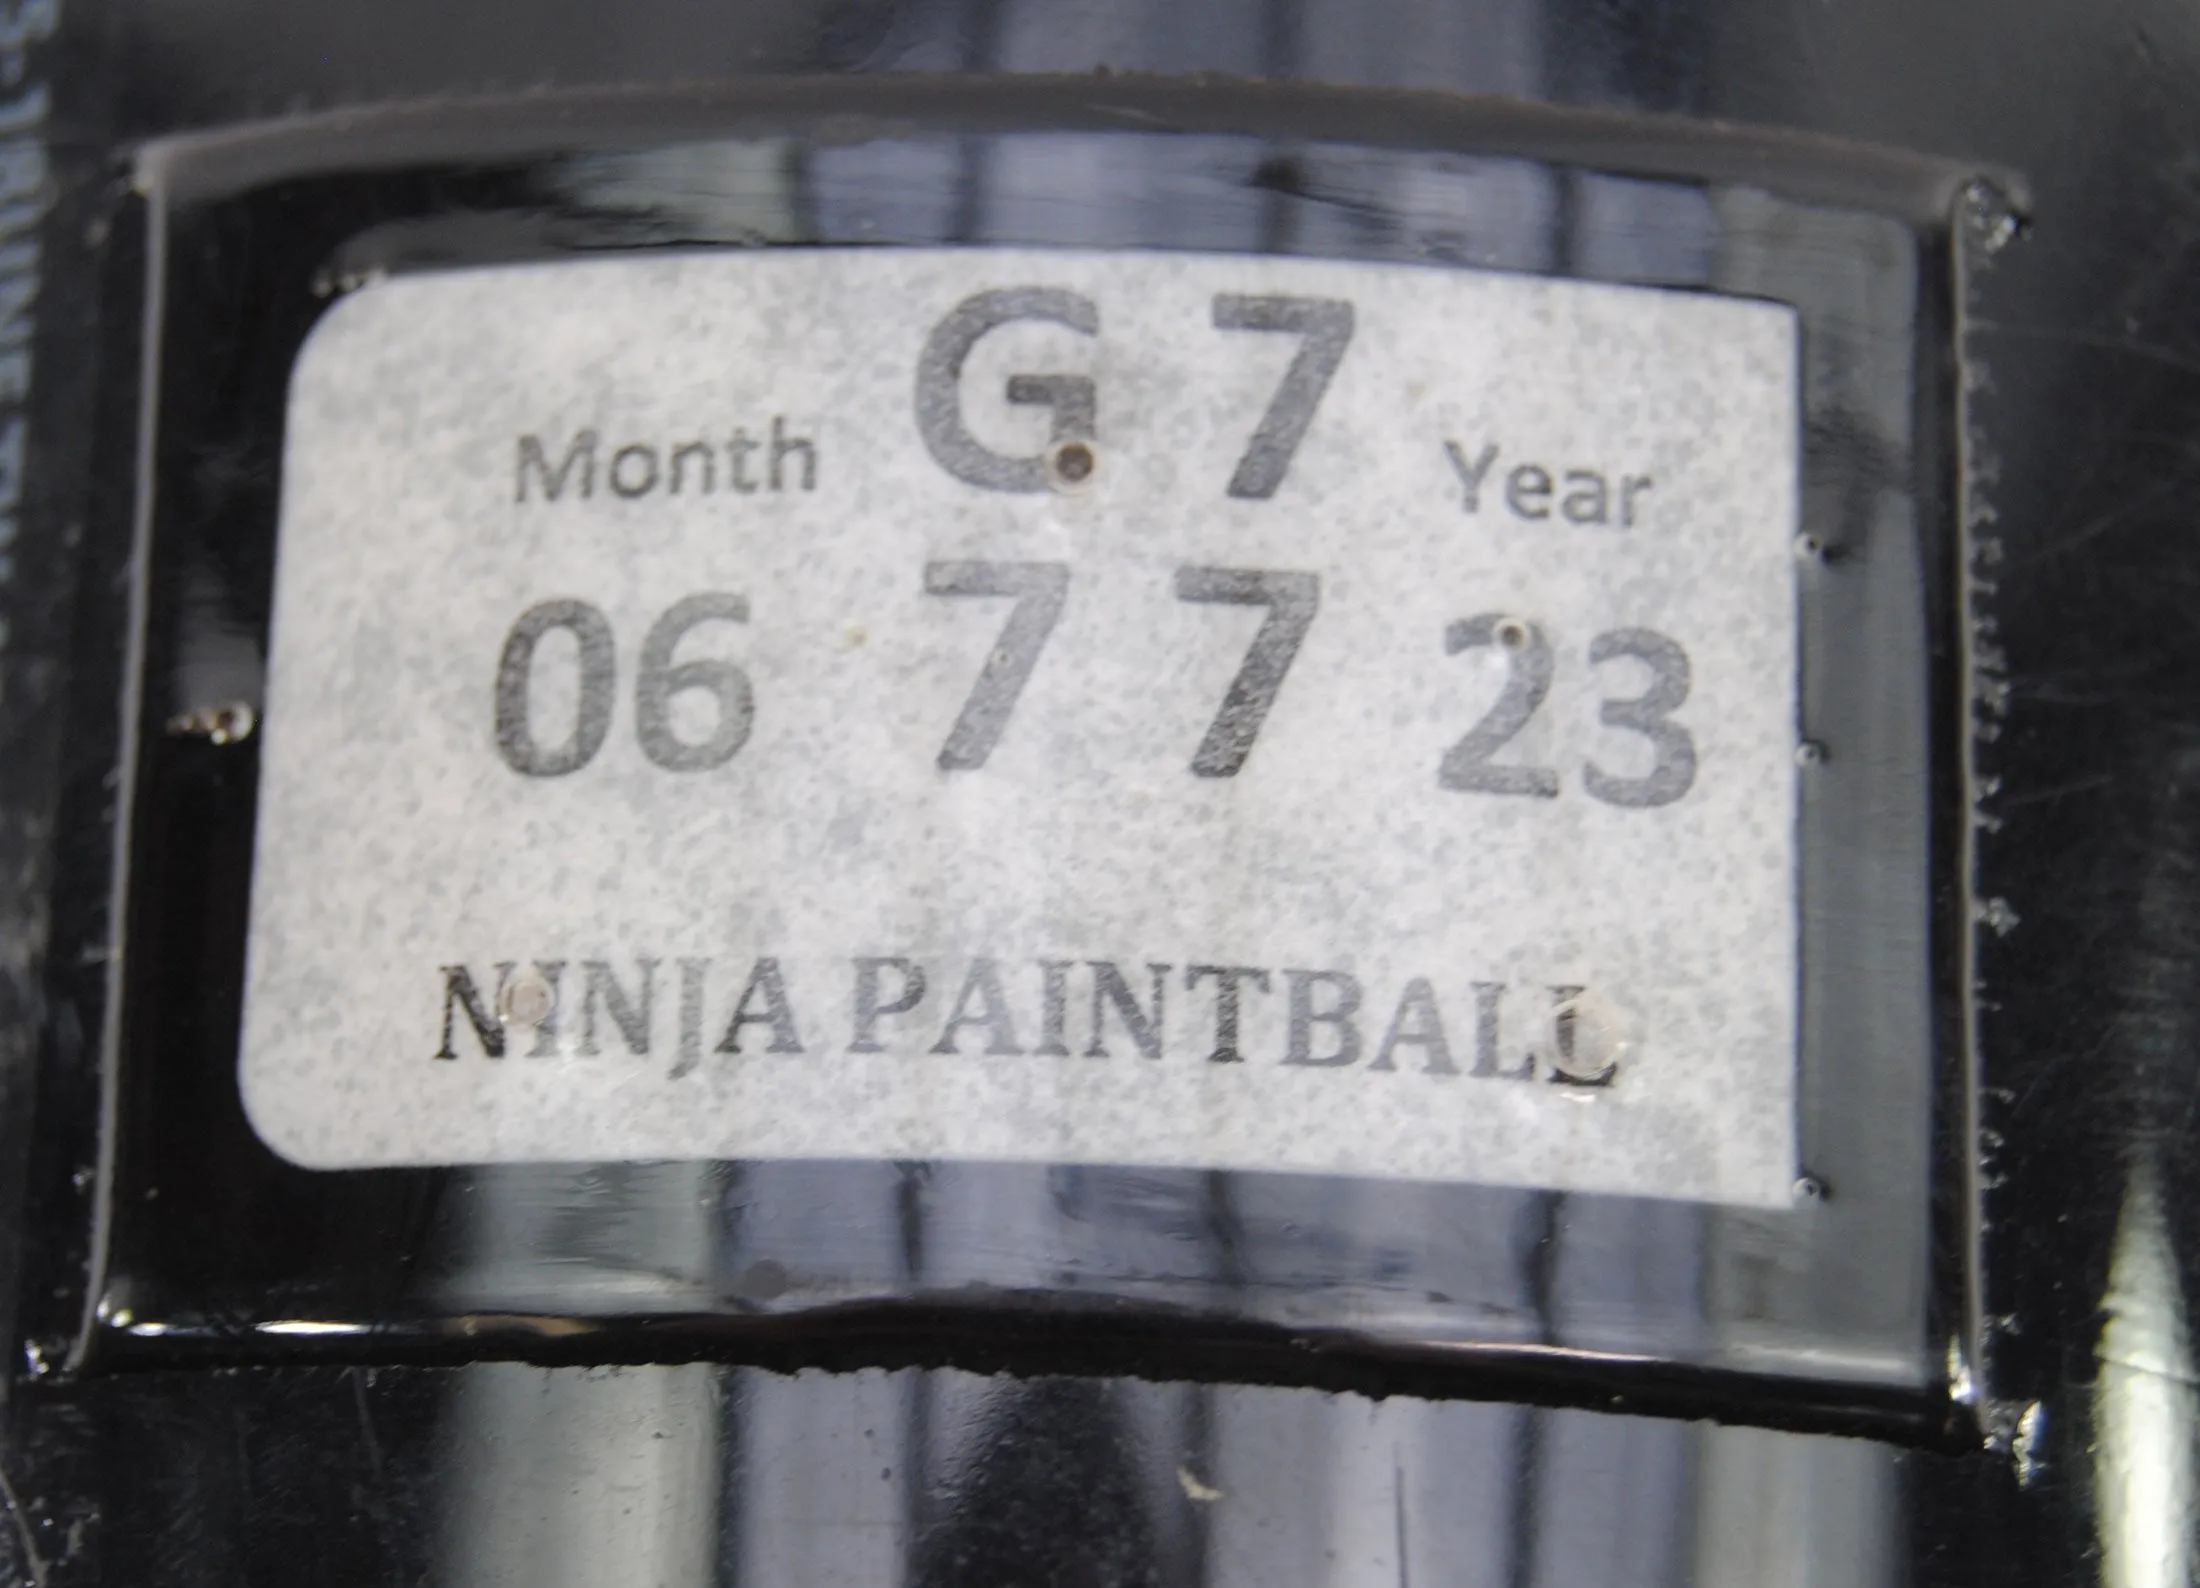 G 7
Month Year
06 7 7 23
NINJA PAINTBALL